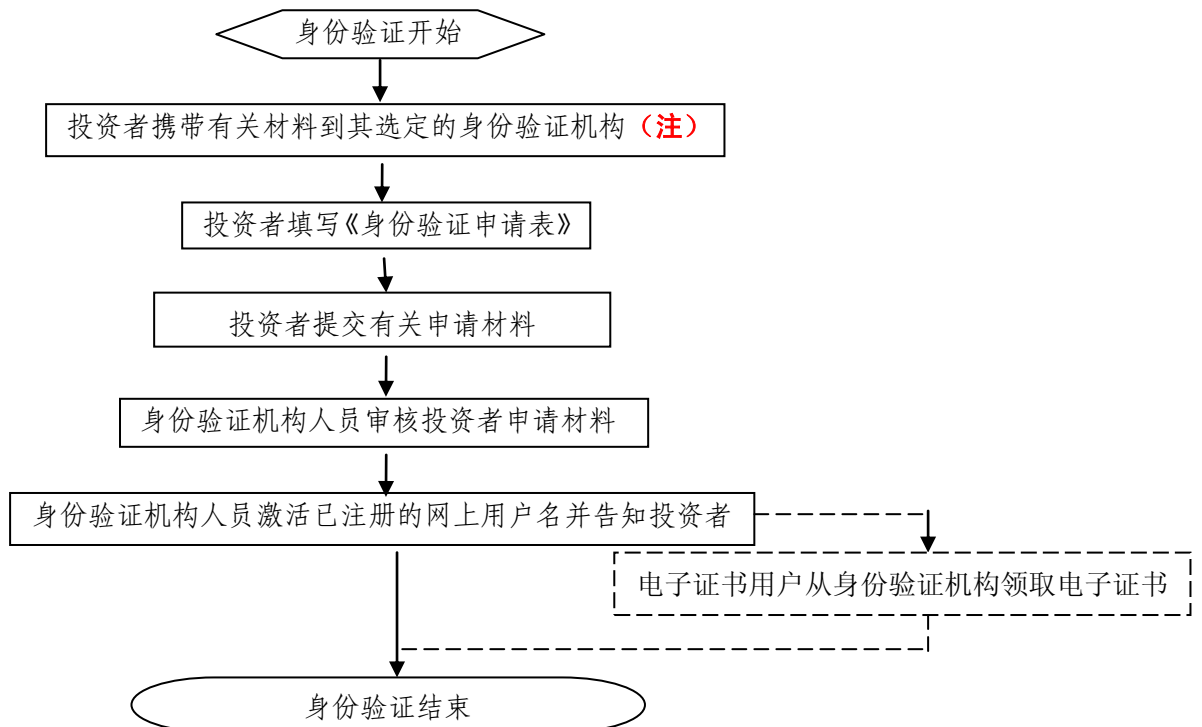 身份验证开始
投资者携带有关材料到其选定的身份验证机构（注）
投资者填写《身份验证申请表》
投资者提交有关申请材料
身份验证机构人员审核投资者申请材料
身份验证机构人员激活已注册的网上用户名并告知投资者
电子证书用户从身份验证机构领取电子证书
身份验证结束